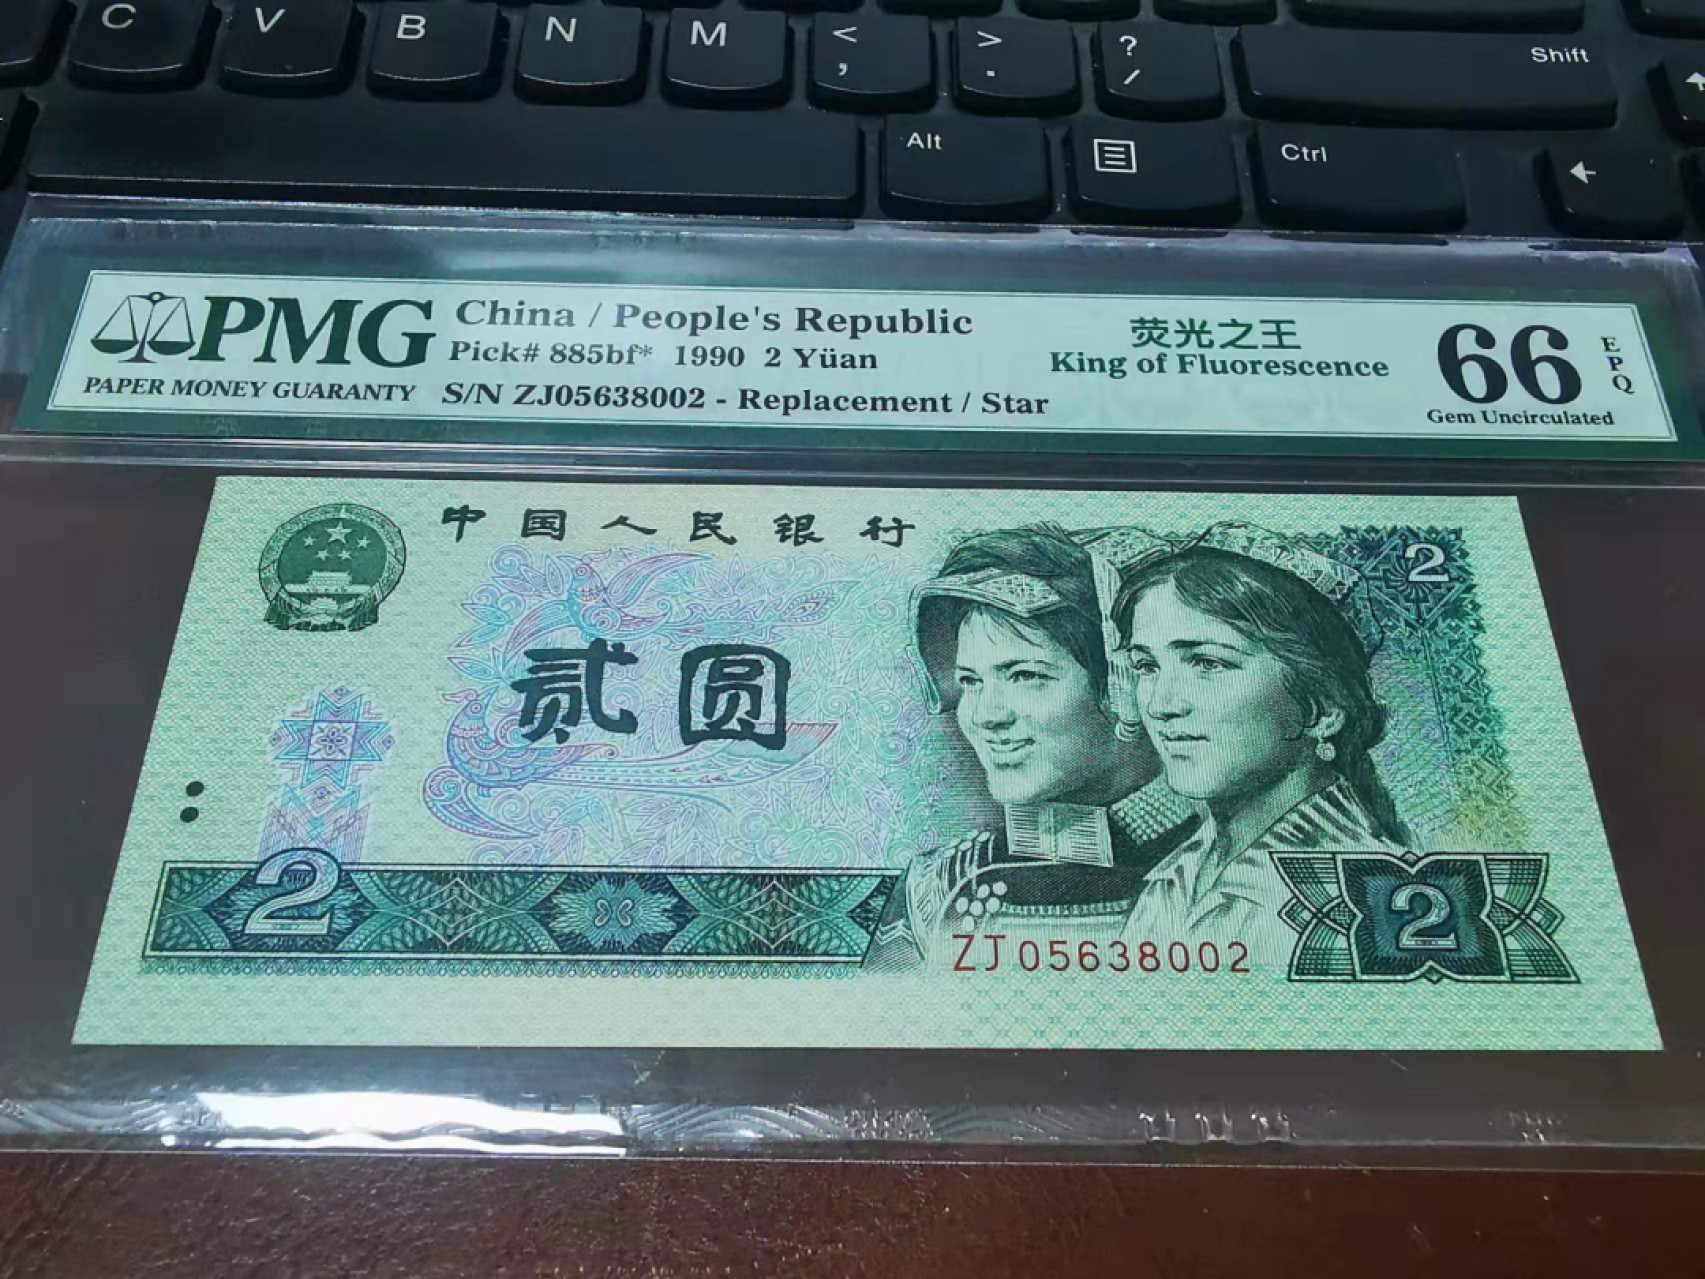 C V B N M < , > . ? / Shift
Alt Ctrl
PMG
PAPER MONEY GUARANTY
China / People's Republic
Pick# 885bf* 1990 2 Yüan
S/N ZJ05638002 - Replacement / Star
荧光之王
King of Fluorescence
66 EPQ
Gem Uncirculated
中国人民银行
2
贰圆
2
ZJ05638002
2